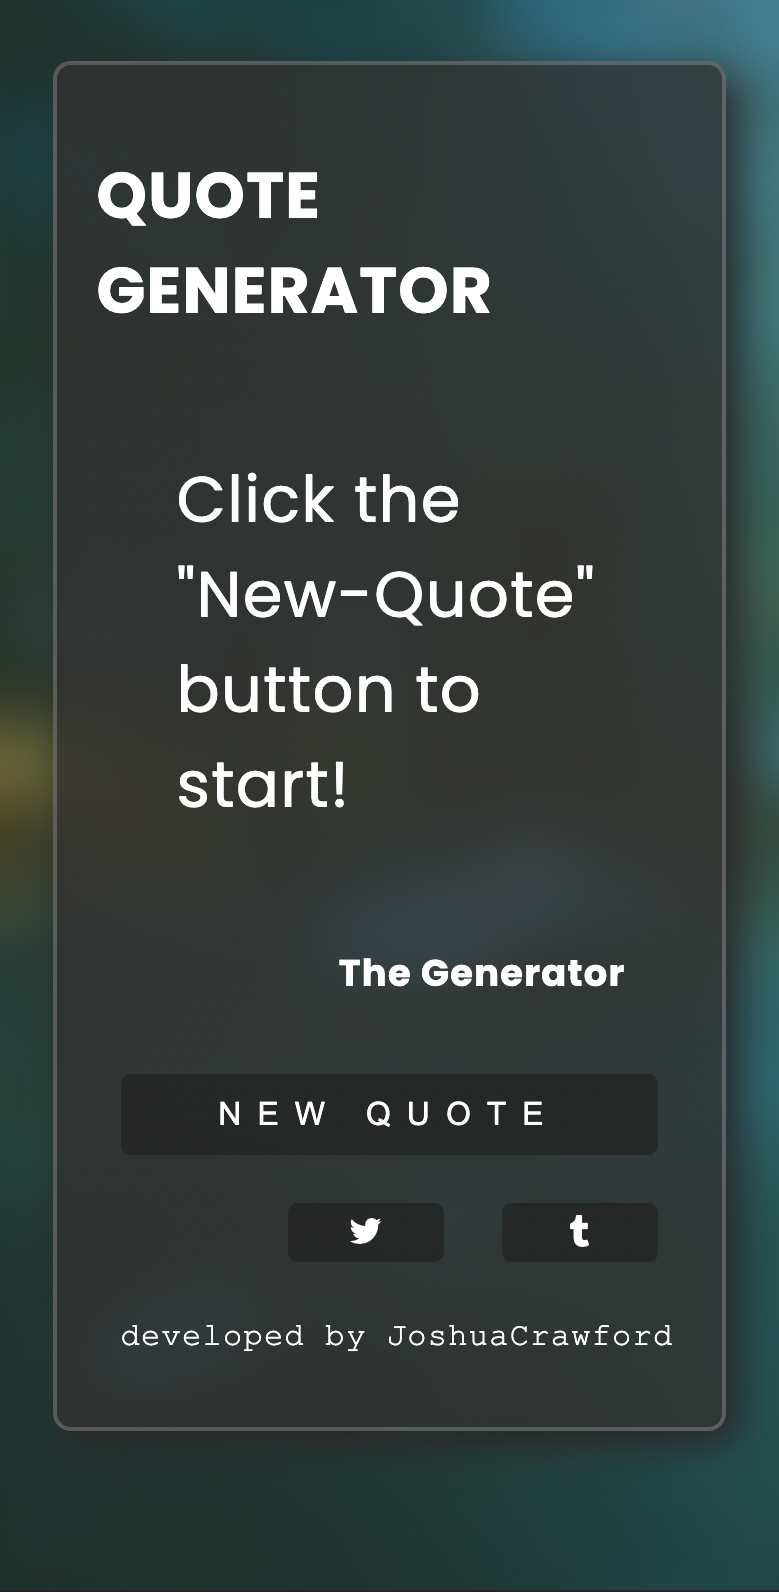 QUOTE
GENERATOR
Click the
"New-Quote"
button to
start!
The Generator
NEW QUOTE
developed by JoshuaCrawford